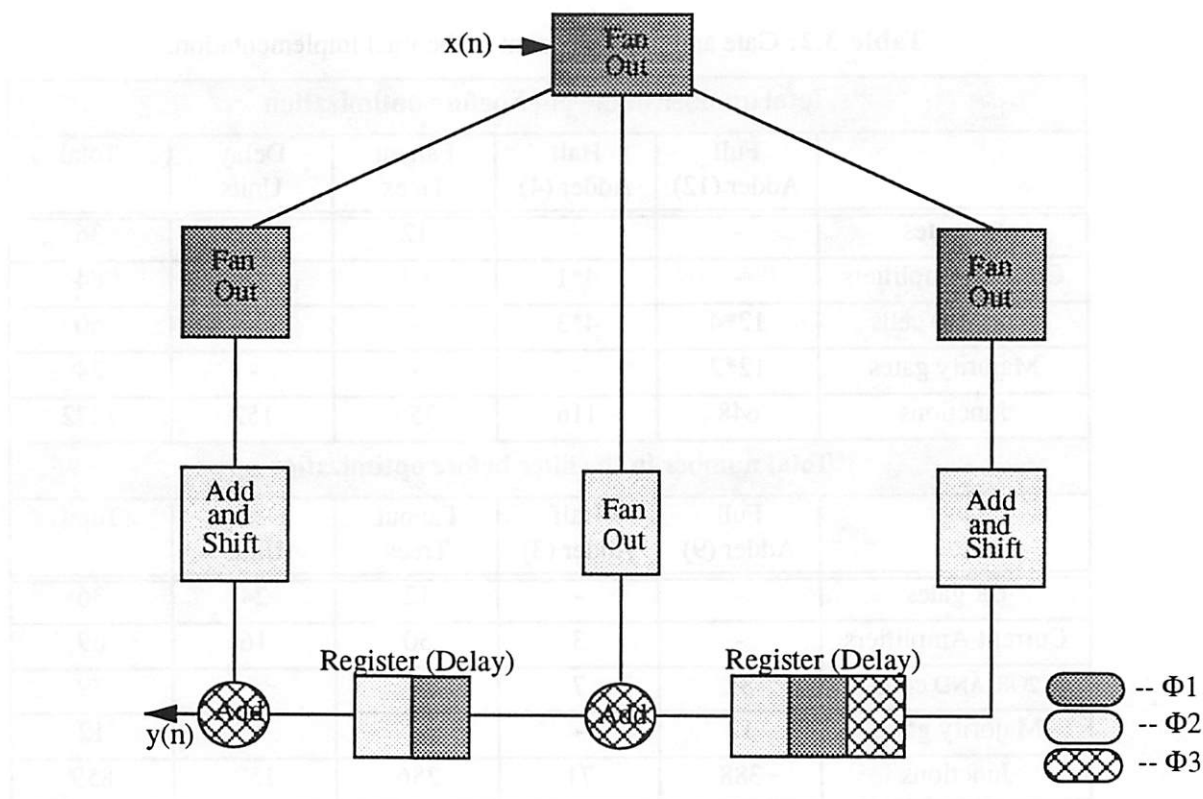 x(n)
Fan
Out
Fan
Out
Fan
Out
Add
and
Shift
Fan
Out
Add
and
Shift
Register (Delay)
Register (Delay)
Add
Add
y(n)
-- Φ1
-- Φ2
-- Φ3